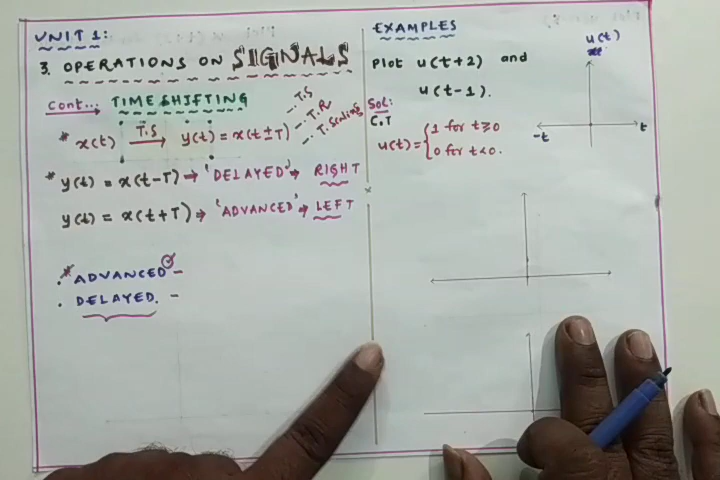 UNIT 1:
3. OPERATIONS ON SIGNALS
Cont... TIME SHIFTING
- T.S
- T.R
- T. Scaling
* x(t) T.S → y(t) = x(t±T)
* y(t) = x(t-T) → 'DELAYED' → RIGHT
y(t) = x(t+T) → 'ADVANCED' → LEFT
* ADVANCED -
. DELAYED. -
EXAMPLES
Plot u(t+2) and
u(t-1).
Sol:
C.T
u(t) = { 1 for t≥0
0 for t<0.
u(t)
-t t